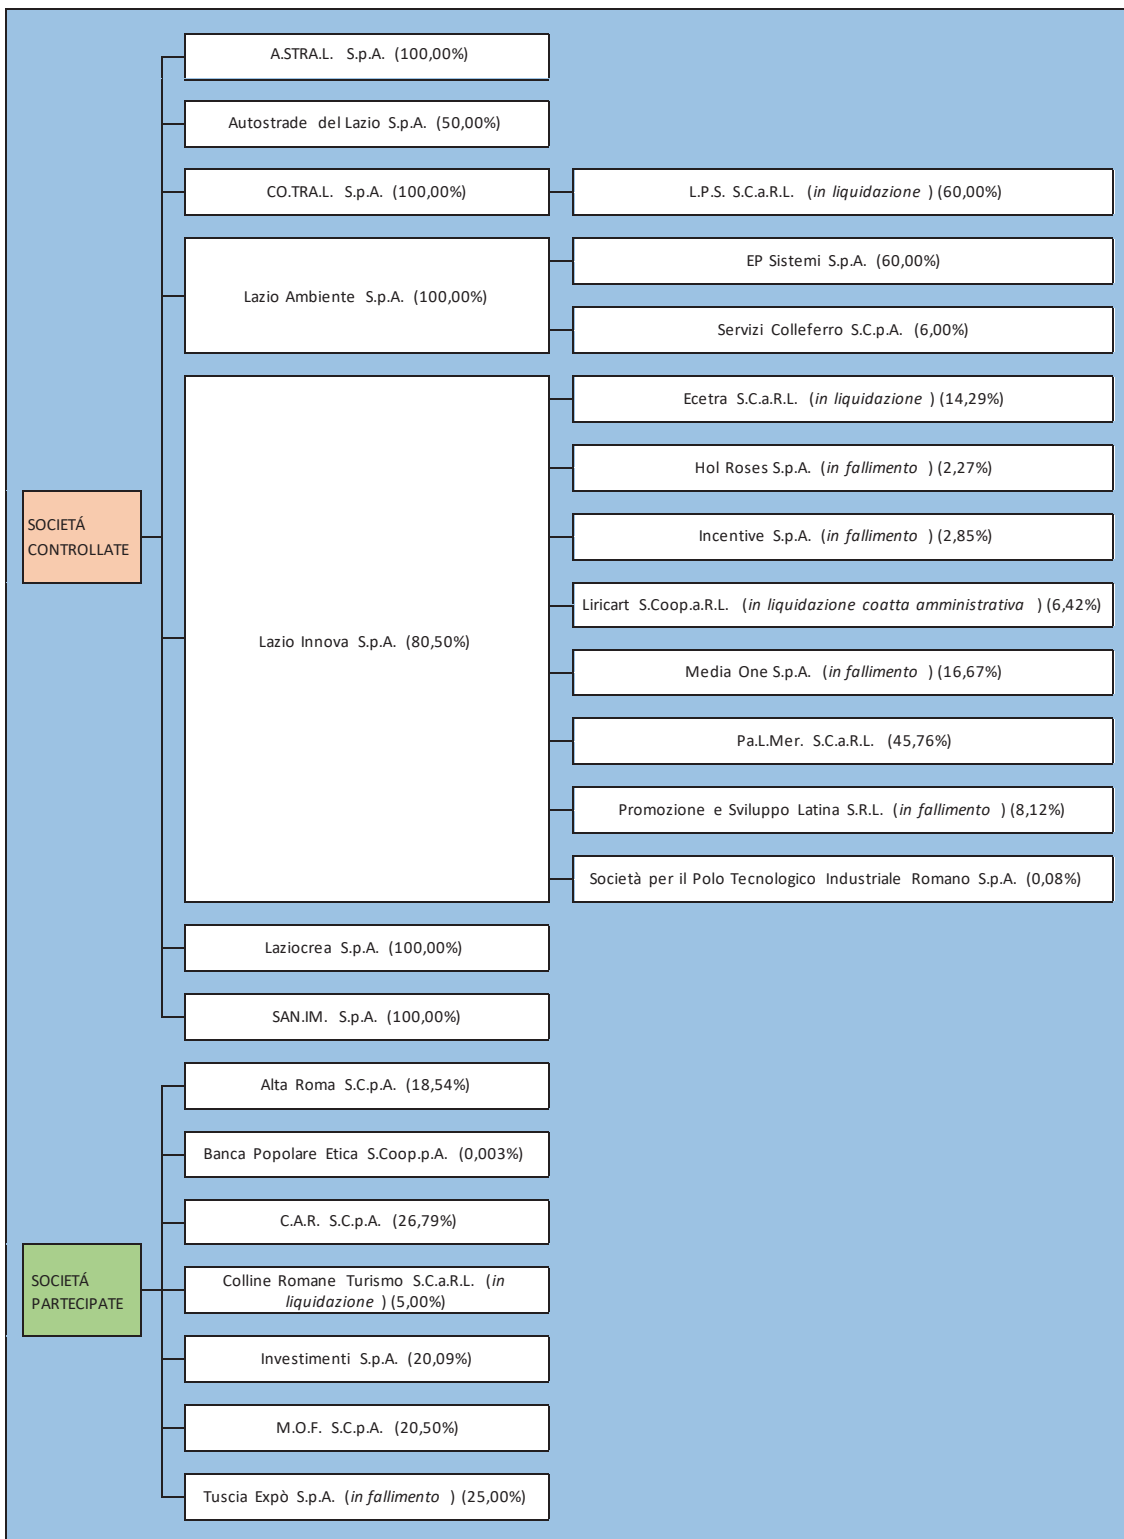 A.STRA.L. S.p.A. (100,00%)
Autostrade del Lazio S.p.A. (50,00%)
CO.TRA.L. S.p.A. (100,00%)
L.P.S. S.C.a.R.L. (in liquidazione ) (60,00%)
Lazio Ambiente S.p.A. (100,00%)
EP Sistemi S.p.A. (60,00%)
Servizi Colleferro S.C.p.A. (6,00%)
SOCIETÁ
CONTROLLATE
Lazio Innova S.p.A. (80,50%)
Ecetra S.C.a.R.L. (in liquidazione ) (14,29%)
Hol Roses S.p.A. (in fallimento ) (2,27%)
Incentive S.p.A. (in fallimento ) (2,85%)
Liricart S.Coop.a.R.L. (in liquidazione coatta amministrativa ) (6,42%)
Media One S.p.A. (in fallimento ) (16,67%)
Pa.L.Mer. S.C.a.R.L. (45,76%)
Promozione e Sviluppo Latina S.R.L. (in fallimento ) (8,12%)
Società per il Polo Tecnologico Industriale Romano S.p.A. (0,08%)
Laziocrea S.p.A. (100,00%)
SAN.IM. S.p.A. (100,00%)
SOCIETÁ
PARTECIPATE
Alta Roma S.C.p.A. (18,54%)
Banca Popolare Etica S.Coop.p.A. (0,003%)
C.A.R. S.C.p.A. (26,79%)
Colline Romane Turismo S.C.a.R.L. (in
liquidazione ) (5,00%)
Investimenti S.p.A. (20,09%)
M.O.F. S.C.p.A. (20,50%)
Tuscia Expò S.p.A. (in fallimento ) (25,00%)